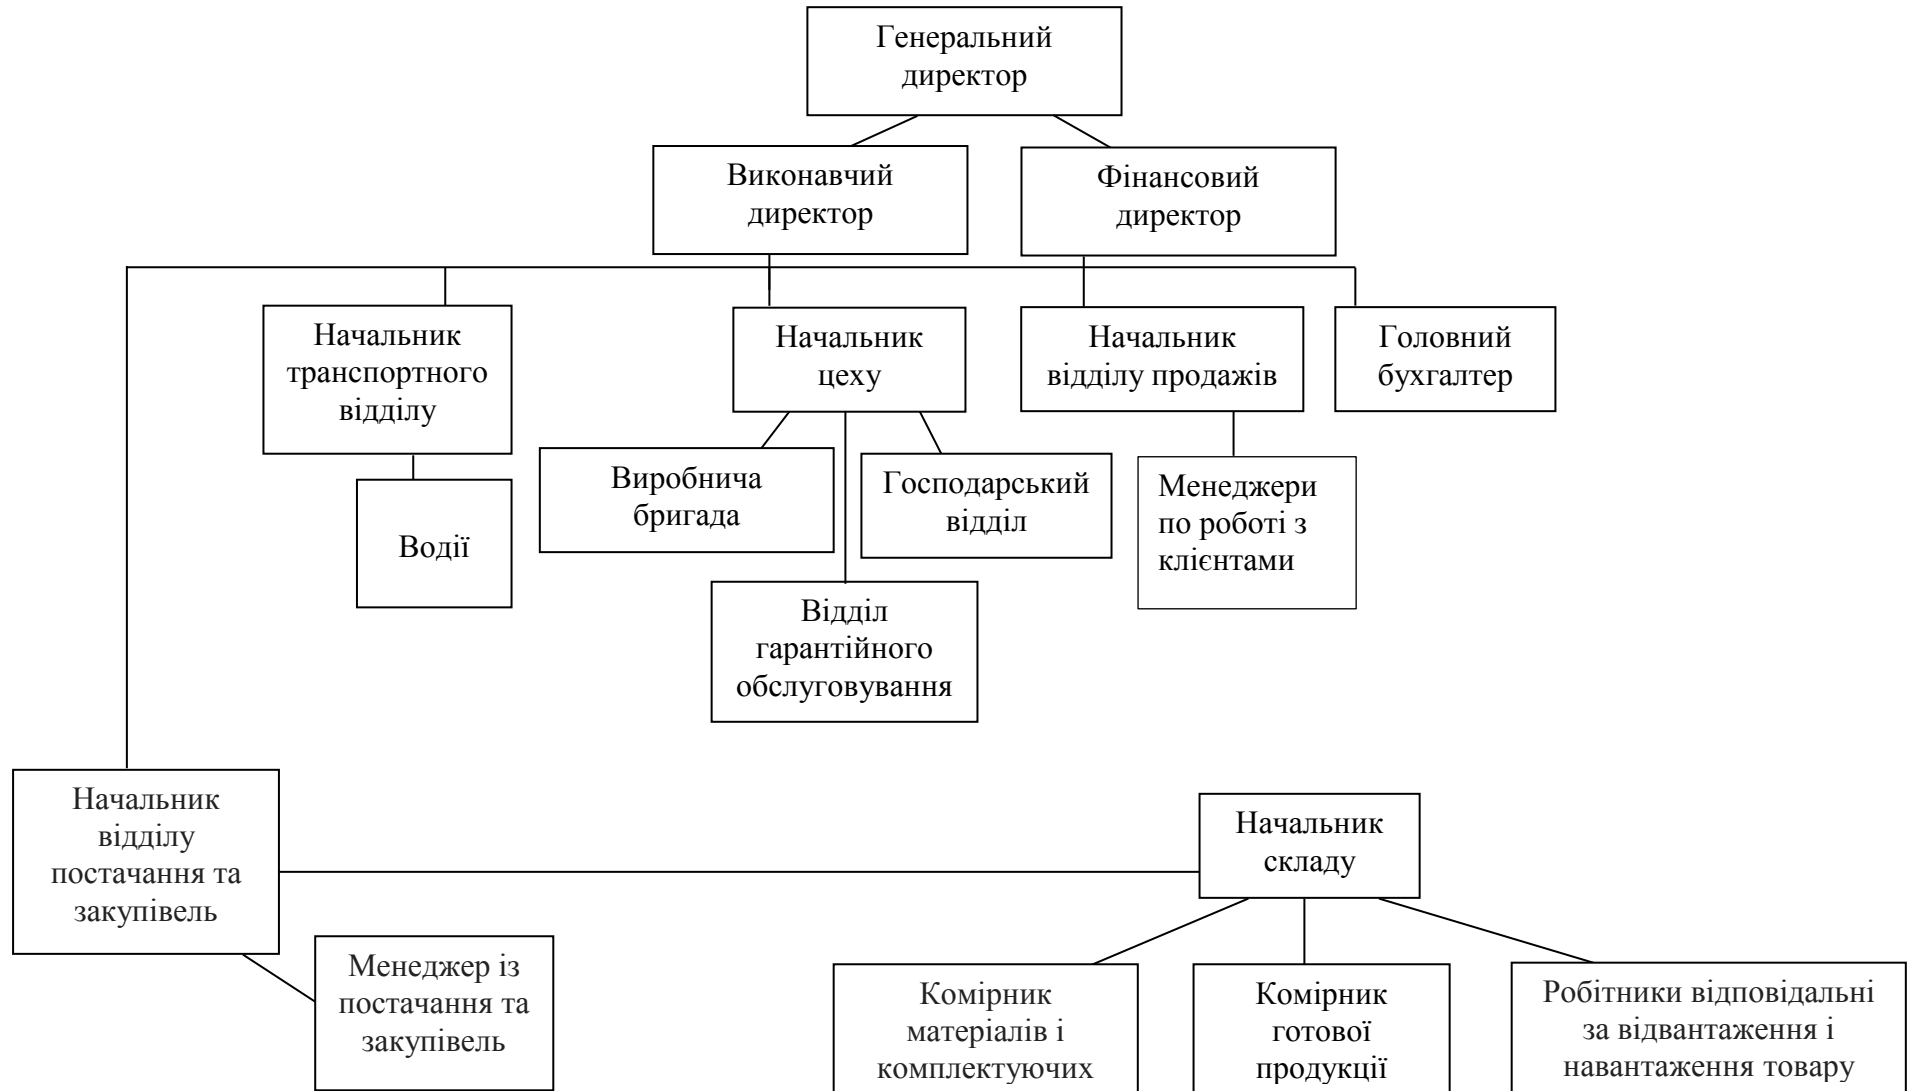 Генеральний
директор
Виконавчий
директор
Фінансовий
директор
Начальник
транспортного
відділу
Начальник
цеху
Начальник
відділу продажів
Головний
бухгалтер
Водії
Виробнича
бригада
Господарський
відділ
Менеджери
по роботі з
клієнтами
Відділ
гарантійного
обслуговування
Начальник
відділу
постачання та
закупівель
Начальник
складу
Менеджер із
постачання та
закупівель
Комірник
матеріалів і
комплектуючих
Комірник
готової
продукції
Робітники відповідальні
за відвантаження і
навантаження товару